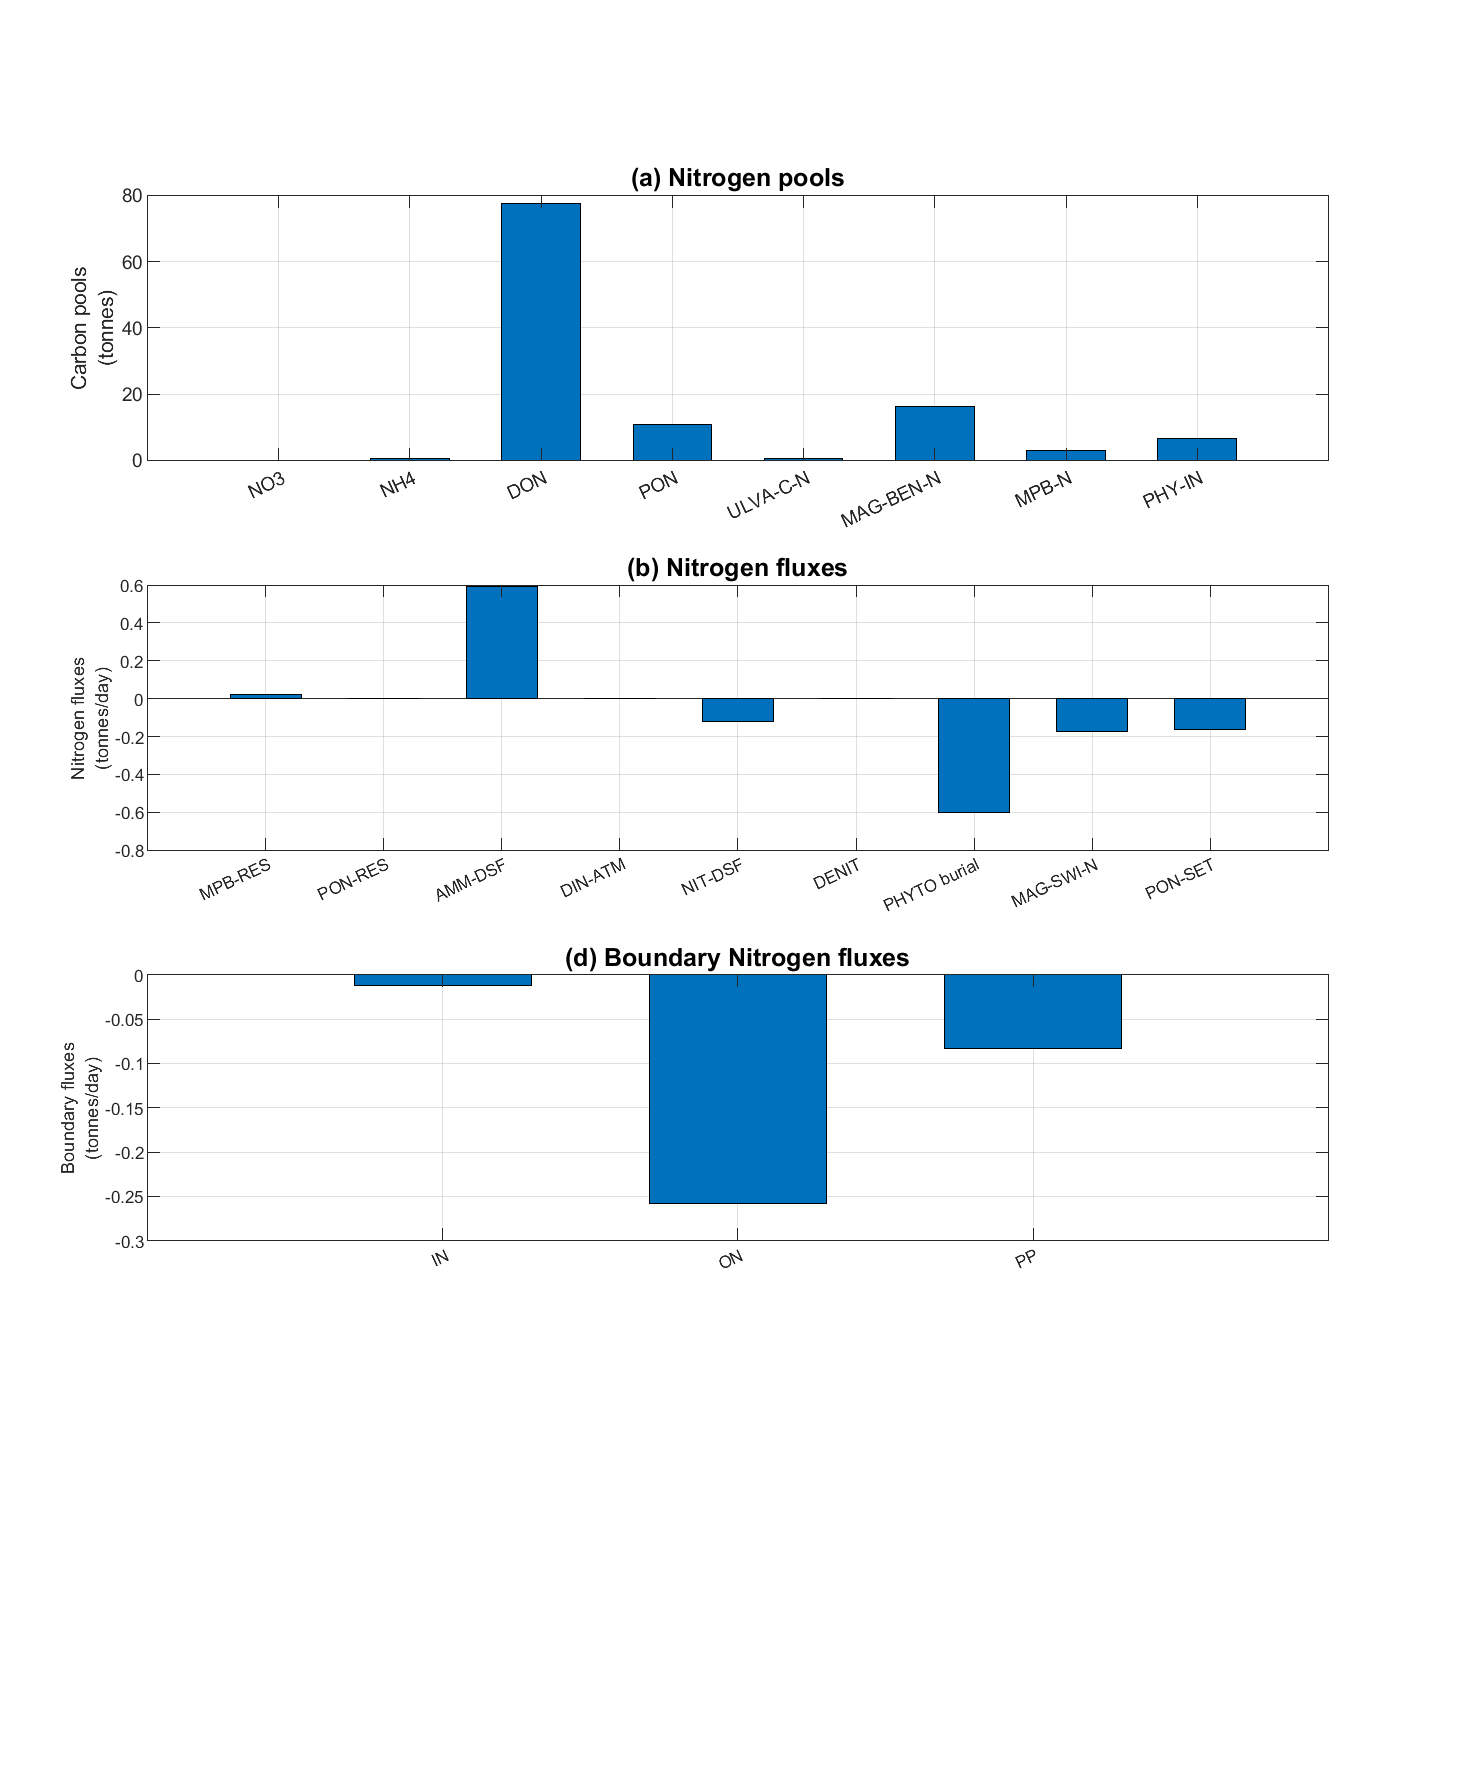 (a) Nitrogen pools
80
60
40
20
0
Carbon pools
(tonnes)
NO3
NH4
DON
PON
ULVA-C-N
MAG-BEN-N
MPB-N
PHY-IN
(b) Nitrogen fluxes
0.6
0.4
0.2
0
-0.2
-0.4
-0.6
-0.8
Nitrogen fluxes
(tonnes/day)
MPB-RES
PON-RES
AMM-DSF
DIN-ATM
NIT-DSF
DENIT
PHYTO burial
MAG-SWI-N
PON-SET
(d) Boundary Nitrogen fluxes
0
-0.05
-0.1
-0.15
-0.2
-0.25
-0.3
Boundary fluxes
(tonnes/day)
IN
ON
PP